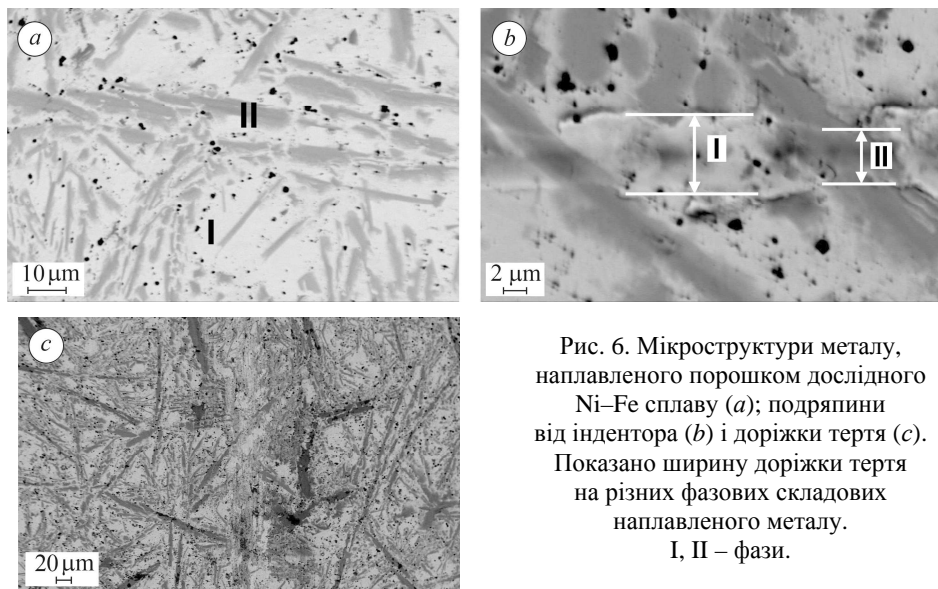 a
II
I
10 μm
b
I
II
2 μm
c
20 μm
Рис. 6. Мікроструктури металу,
наплавленого порошком дослідного
Ni–Fe сплаву (a); подряпини
від індентора (b) і доріжки тертя (c).
Показано ширину доріжки тертя
на різних фазових складових
наплавленого металу.
I, II – фази.